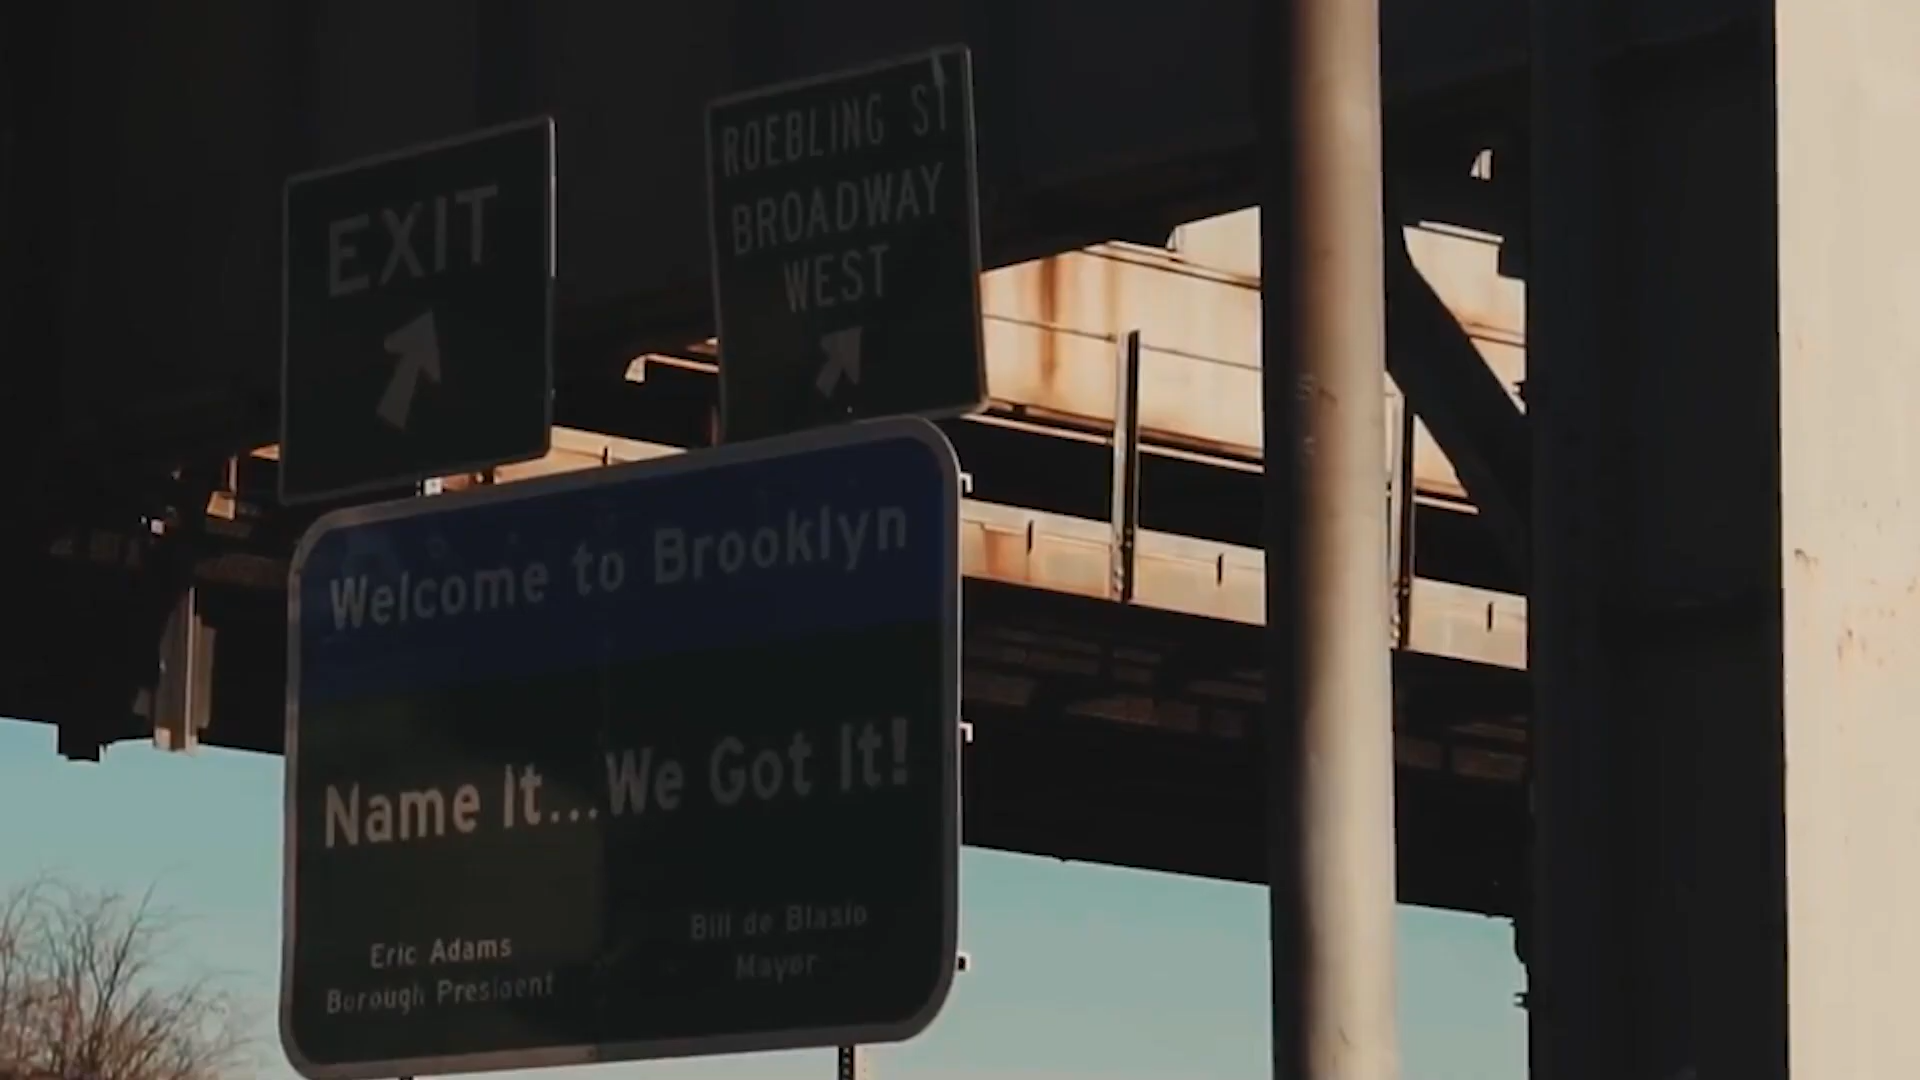 EXIT
ROEBLING ST
BROADWAY
WEST
Welcome to Brooklyn
Name It...We Got It!
Eric Adams
Borough President
Bill de Blasio
Mayor